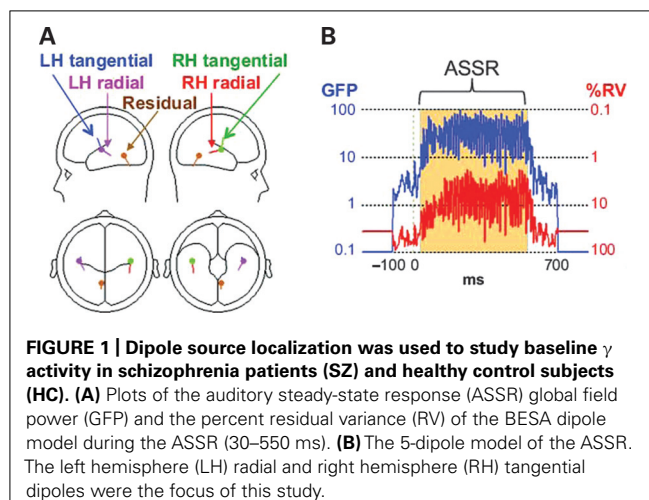 A
LH tangential
RH tangential
LH radial
RH radial
Residual
B
ASSR
GFP
%RV
100
0.1
10
1
1
10
0.1
100
−100 0
700
ms
FIGURE 1 | Dipole source localization was used to study baseline γ
activity in schizophrenia patients (SZ) and healthy control subjects
(HC). (A) Plots of the auditory steady-state response (ASSR) global field
power (GFP) and the percent residual variance (RV) of the BESA dipole
model during the ASSR (30–550 ms). (B) The 5-dipole model of the ASSR.
The left hemisphere (LH) radial and right hemisphere (RH) tangential
dipoles were the focus of this study.